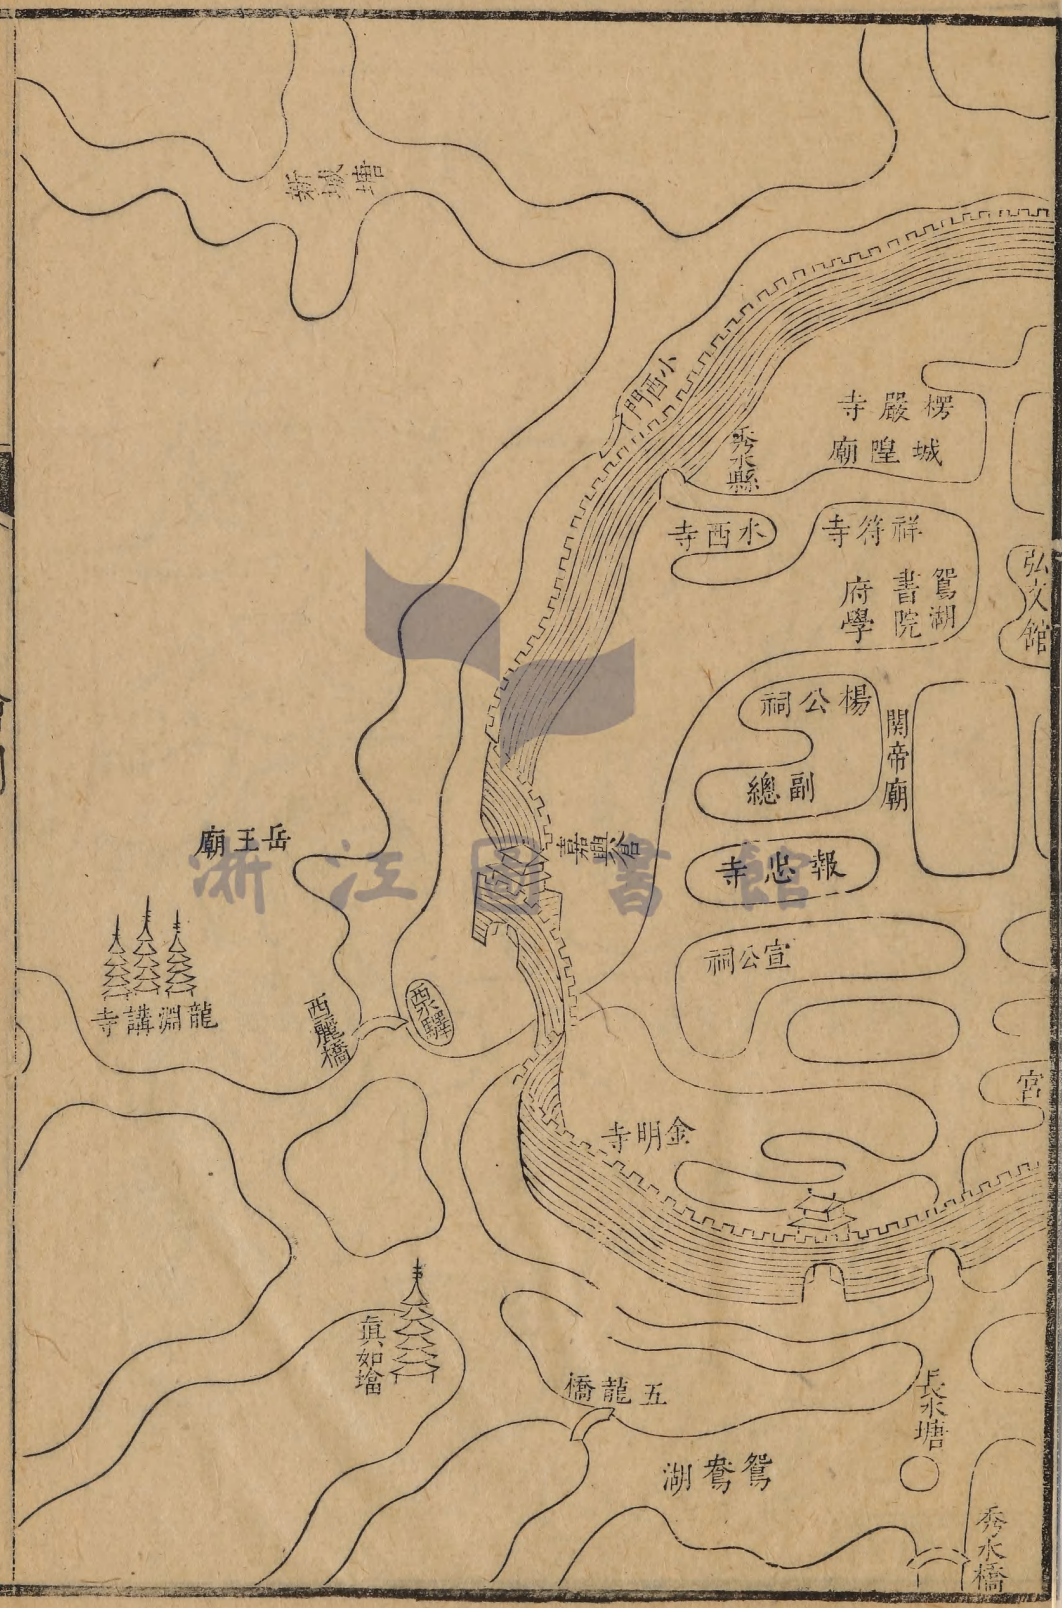 新城塘
小西門
秀水縣
楞嚴寺
城隍廟
水西寺
祥符寺
鴛湖
書院
府學
弘文館
楊公祠
關帝廟
副總
嘉興倉
報忠寺
宣公祠
岳王廟
龍淵講寺
西麗橋
西水驛
宮
金明寺
真如塔
五龍橋
長水塘
鴛鴦湖
秀水橋
浙江圖書館